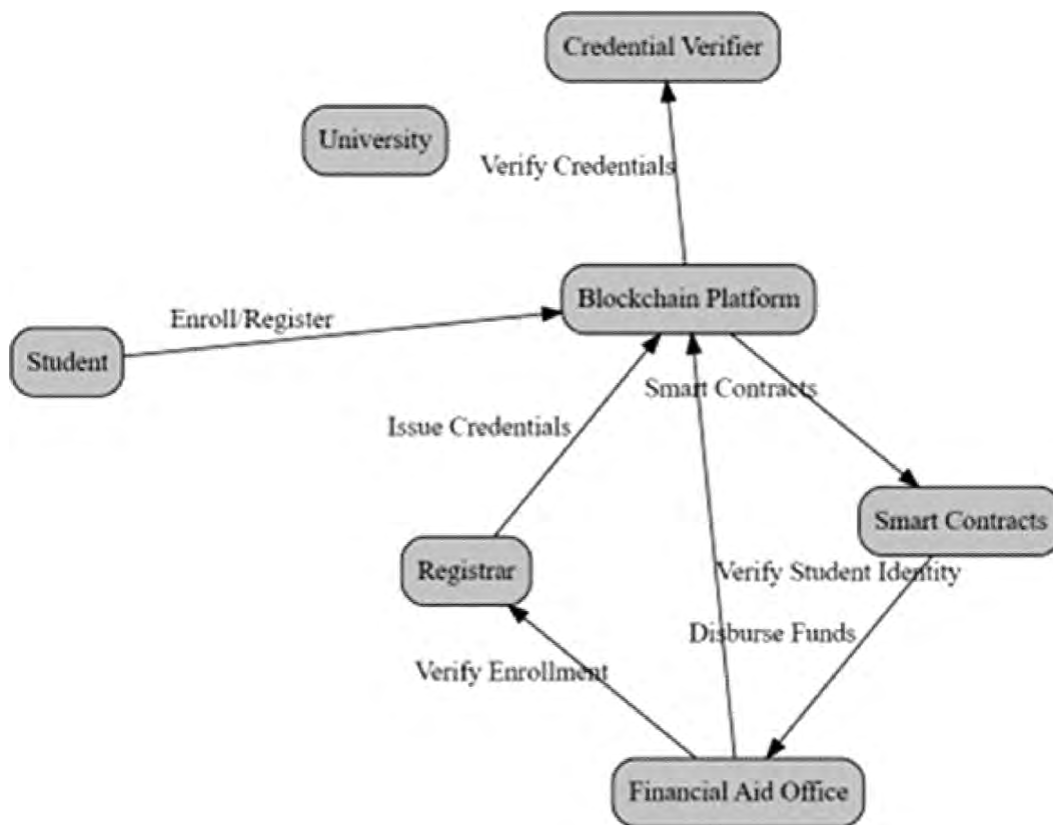 Credential Verifier
University
Verify Credentials
Blockchain Platform
Enroll/Register
Student
Smart Contracts
Issue Credentials
Smart Contracts
Registrar
Verify Student Identity
Disburse Funds
Verify Enrollment
Financial Aid Office